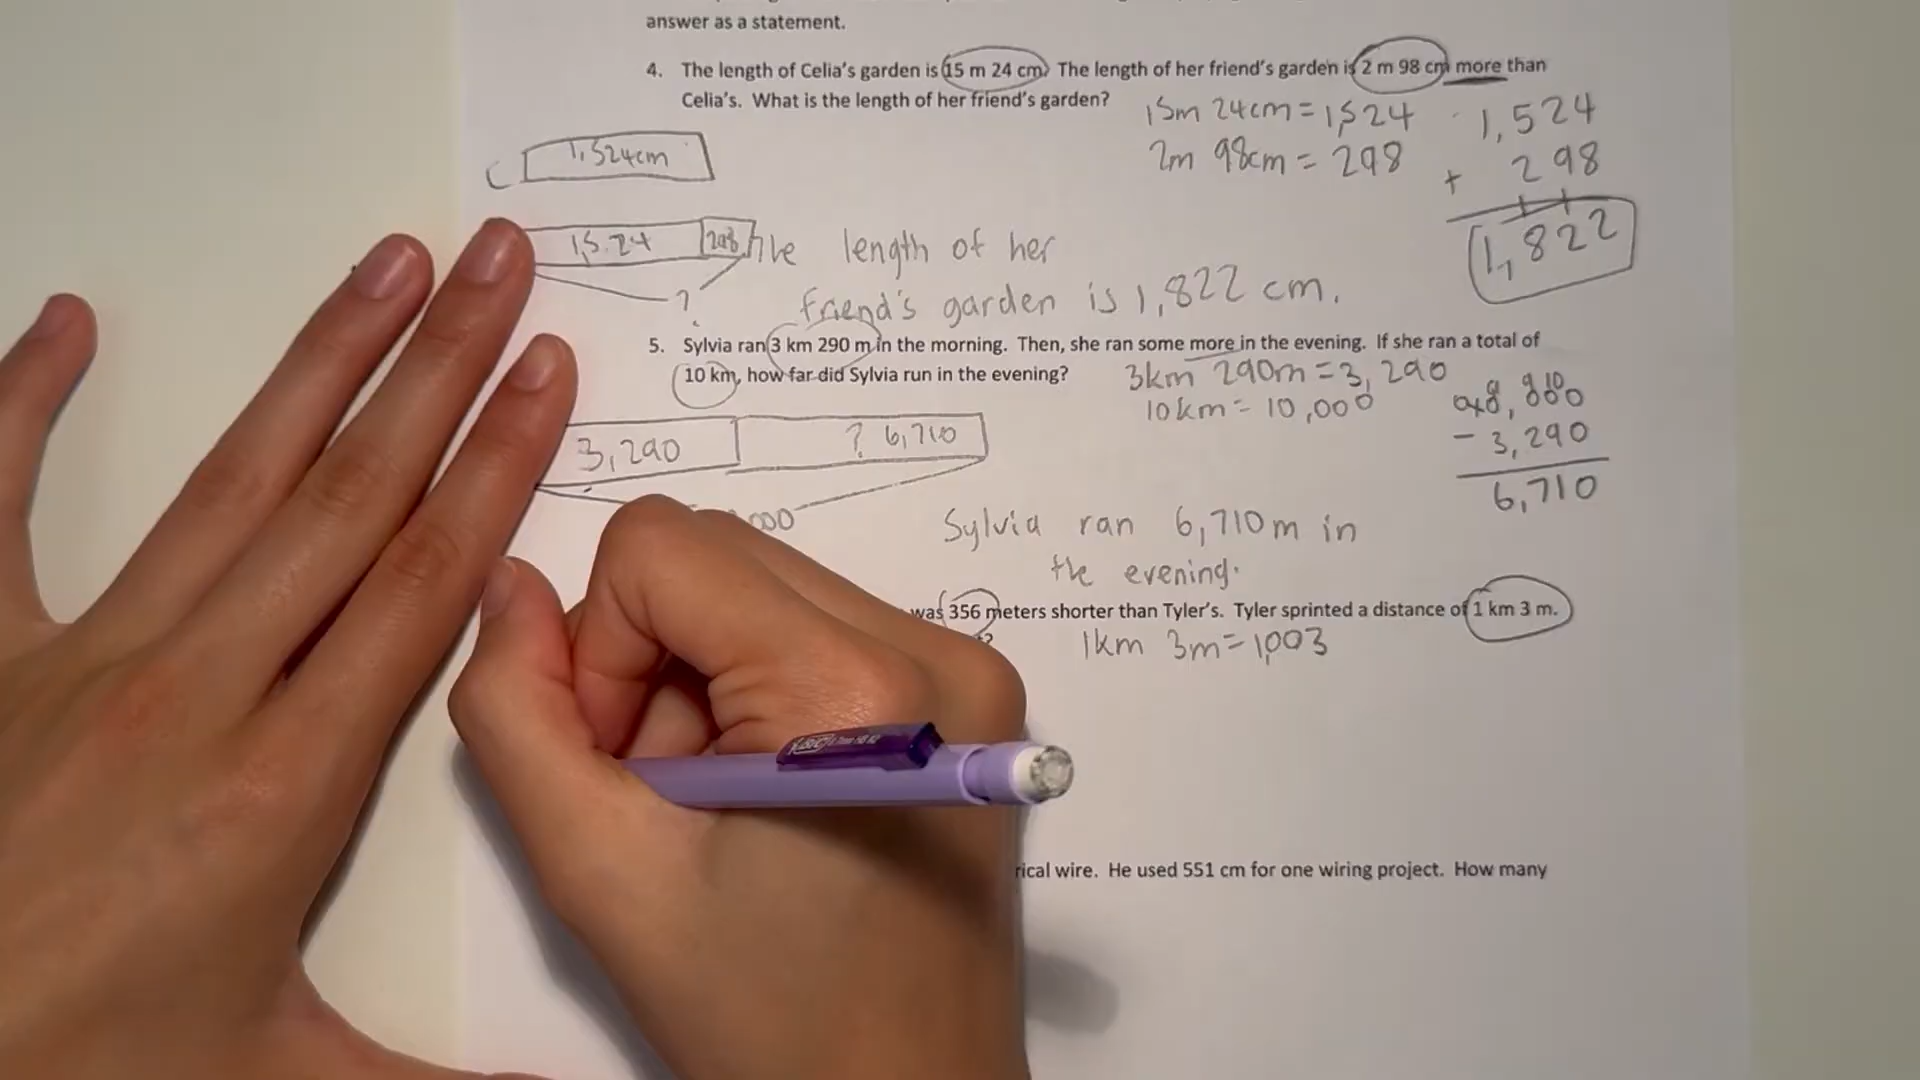 answer as a statement.
4. The length of Celia's garden is 15 m 24 cm. The length of her friend's garden is 2 m 98 cm more than
Celia's. What is the length of her friend's garden?
15m 24cm = 1,524
2m 98cm = 298
1,524
+ 298
1,822
C 1,524cm
1,524 298
?
The length of her
friend's garden is 1,822 cm.
5. Sylvia ran 3 km 290 m in the morning. Then, she ran some more in the evening. If she ran a total of
10 km, how far did Sylvia run in the evening?
3km 290m = 3,290
10km = 10,000
- 3,290
6,710
3,290 ? 6,710
000
Sylvia ran 6,710m in
the evening.
was 356 meters shorter than Tyler's. Tyler sprinted a distance of 1 km 3 m.
?
1km 3m = 1,003
rical wire. He used 551 cm for one wiring project. How many